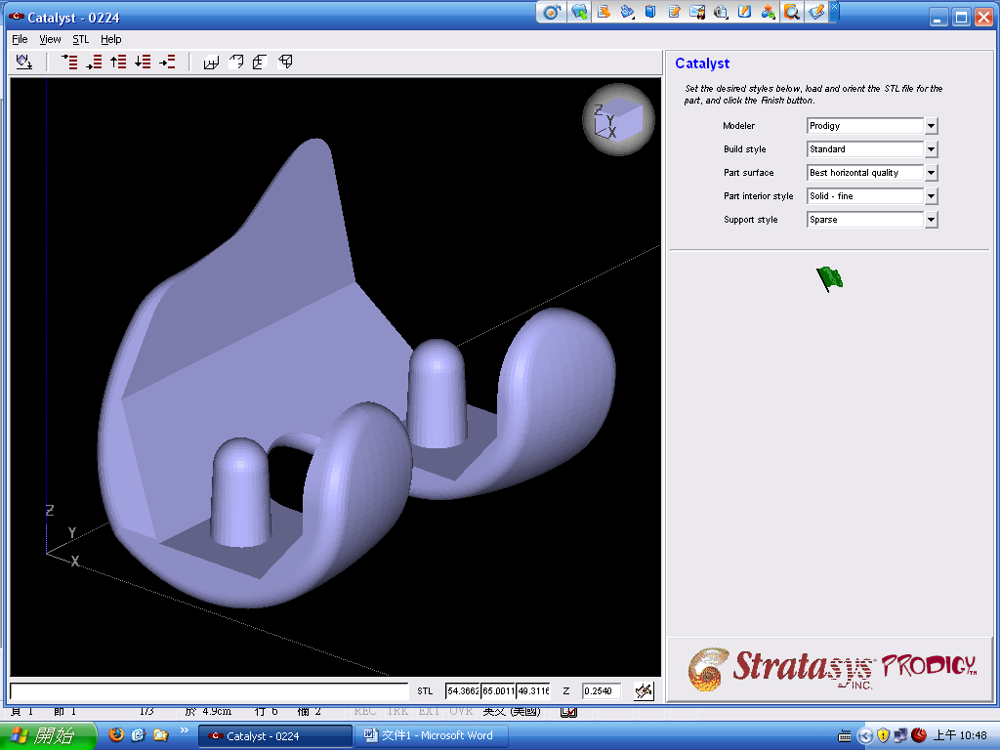 Catalyst - 0224
File View STL Help
Catalyst
Set the desired styles below, load and orient the STL file for the
part, and click the Finish button.
Modeler Prodigy
Build style Standard
Part surface Best horizontal quality
Part interior style Solid - fine
Support style Sparse
Z
Y
X
Z
Y
X
Stratasys INC. PRODIGY TM
STL 54.3662 65.0011 49.3116 Z 0.2540
頁 1 節 1 1/3 於 4.9cm 行 6 欄 2 REC TRK EXT OVR 英文 (美國)
開始 Catalyst - 0224 文件1 - Microsoft Word 上午 10:48